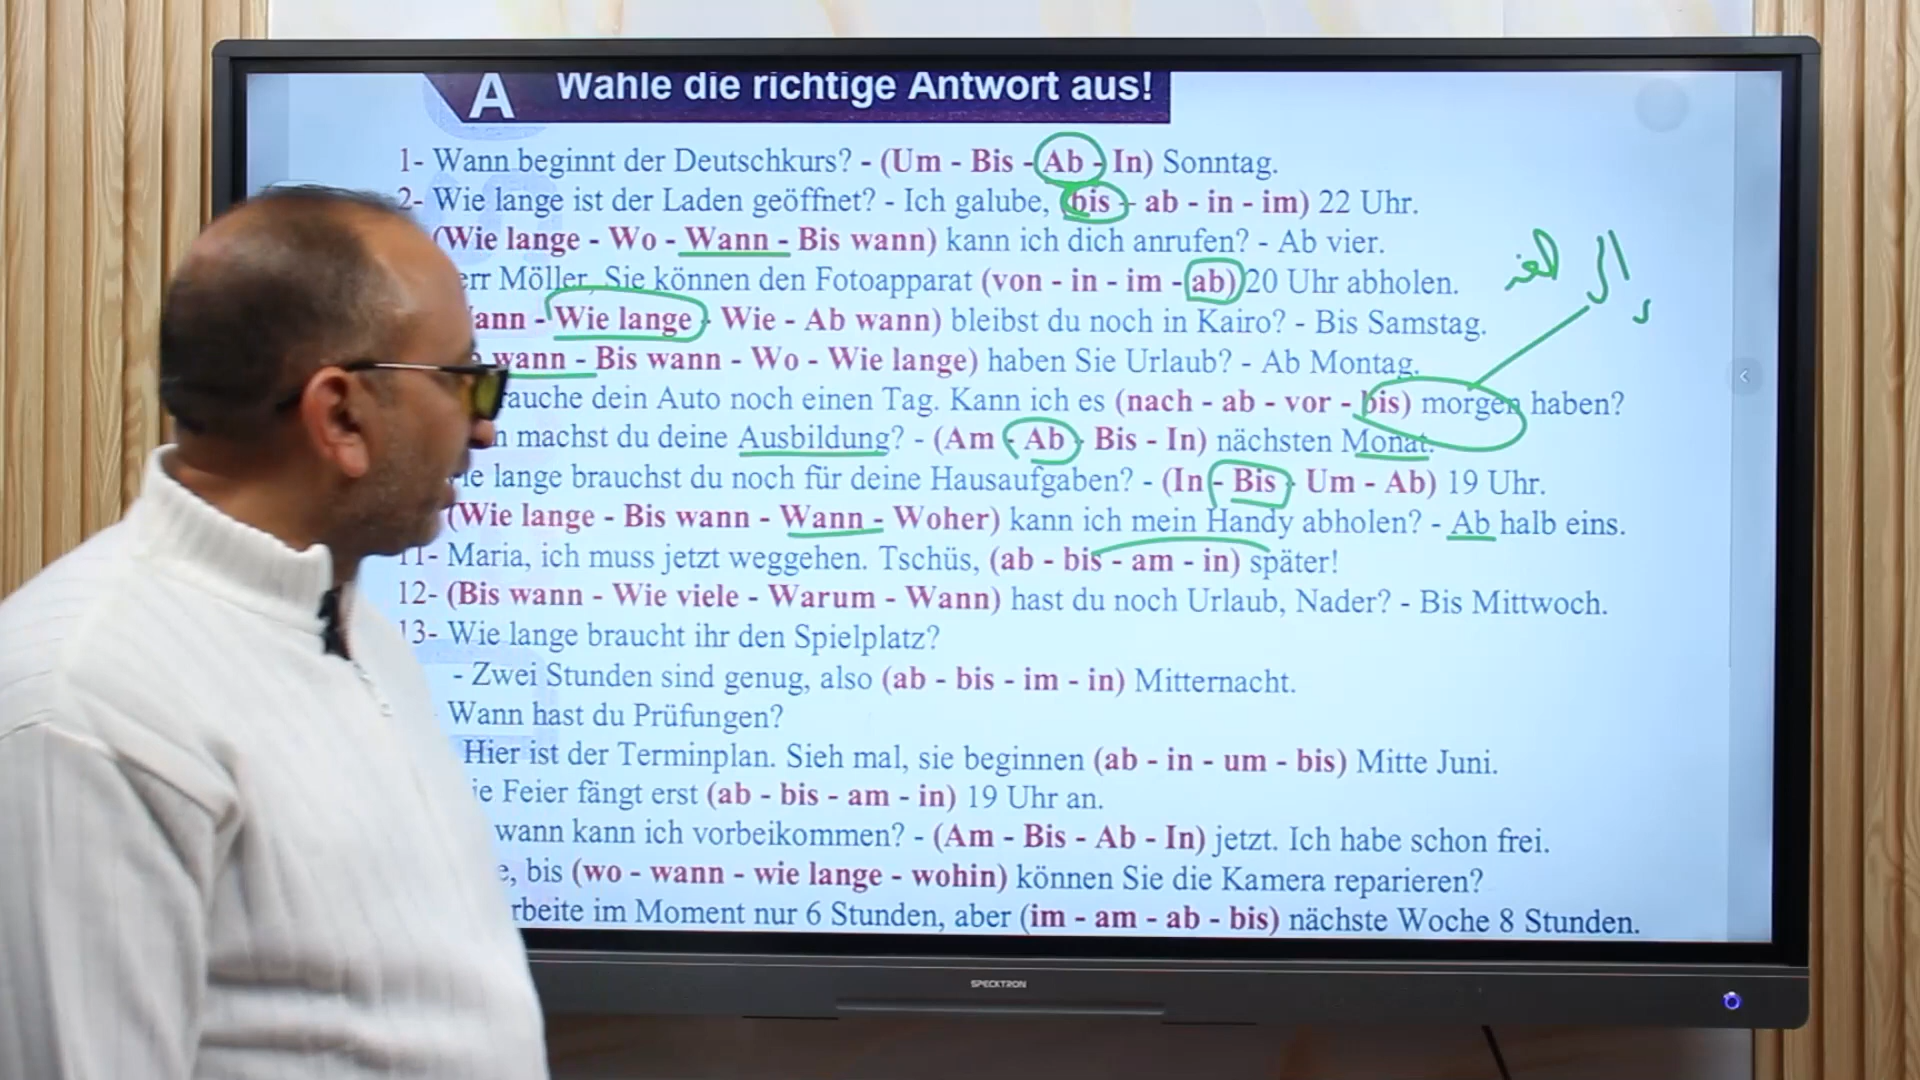 A Wahle die richtige Antwort aus!
1- Wann beginnt der Deutschkurs? - (Um - Bis - Ab - In) Sonntag.
2- Wie lange ist der Laden geöffnet? - Ich galube, (bis - ab - in - im) 22 Uhr.
(Wie lange - Wo - Wann - Bis wann) kann ich dich anrufen? - Ab vier.
err Möller, Sie können den Fotoapparat (von - in - im - ab) 20 Uhr abholen.
ann - Wie lange - Wie - Ab wann) bleibst du noch in Kairo? - Bis Samstag.
wann - Bis wann - Wo - Wie lange) haben Sie Urlaub? - Ab Montag.
rauche dein Auto noch einen Tag. Kann ich es (nach - ab - vor - bis) morgen haben?
n machst du deine Ausbildung? - (Am - Ab - Bis - In) nächsten Monat.
ie lange brauchst du noch für deine Hausaufgaben? - (In - Bis - Um - Ab) 19 Uhr.
(Wie lange - Bis wann - Wann - Woher) kann ich mein Handy abholen? - Ab halb eins.
11- Maria, ich muss jetzt weggehen. Tschüs, (ab - bis - am - in) später!
12- (Bis wann - Wie viele - Warum - Wann) hast du noch Urlaub, Nader? - Bis Mittwoch.
13- Wie lange braucht ihr den Spielplatz?
- Zwei Stunden sind genug, also (ab - bis - im - in) Mitternacht.
Wann hast du Prüfungen?
Hier ist der Terminplan. Sieh mal, sie beginnen (ab - in - um - bis) Mitte Juni.
ie Feier fängt erst (ab - bis - am - in) 19 Uhr an.
wann kann ich vorbeikommen? - (Am - Bis - Ab - In) jetzt. Ich habe schon frei.
e, bis (wo - wann - wie lange - wohin) können Sie die Kamera reparieren?
rbeite im Moment nur 6 Stunden, aber (im - am - ab - bis) nächste Woche 8 Stunden.
SPECKTRON